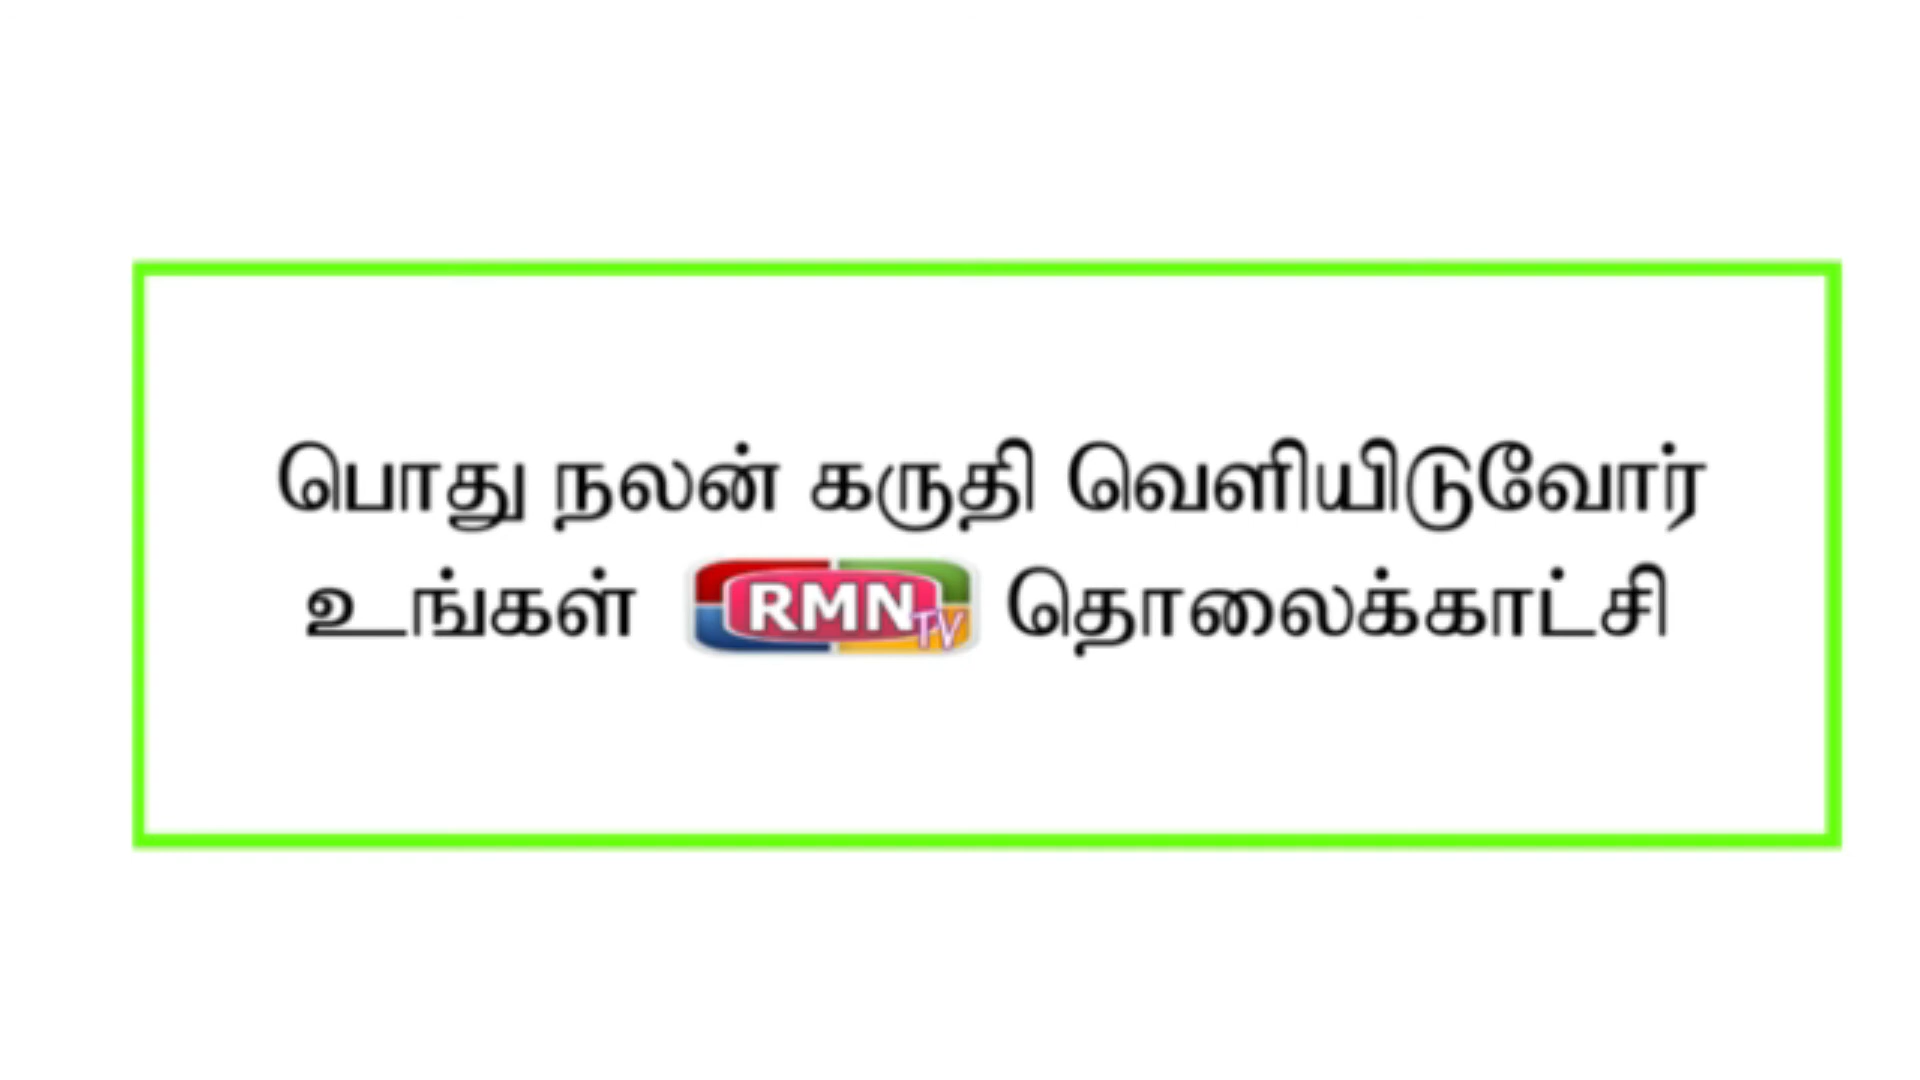 பொது நலன் கருதி வெளியிடுவோர்
உங்கள் RMN TV தொலைக்காட்சி